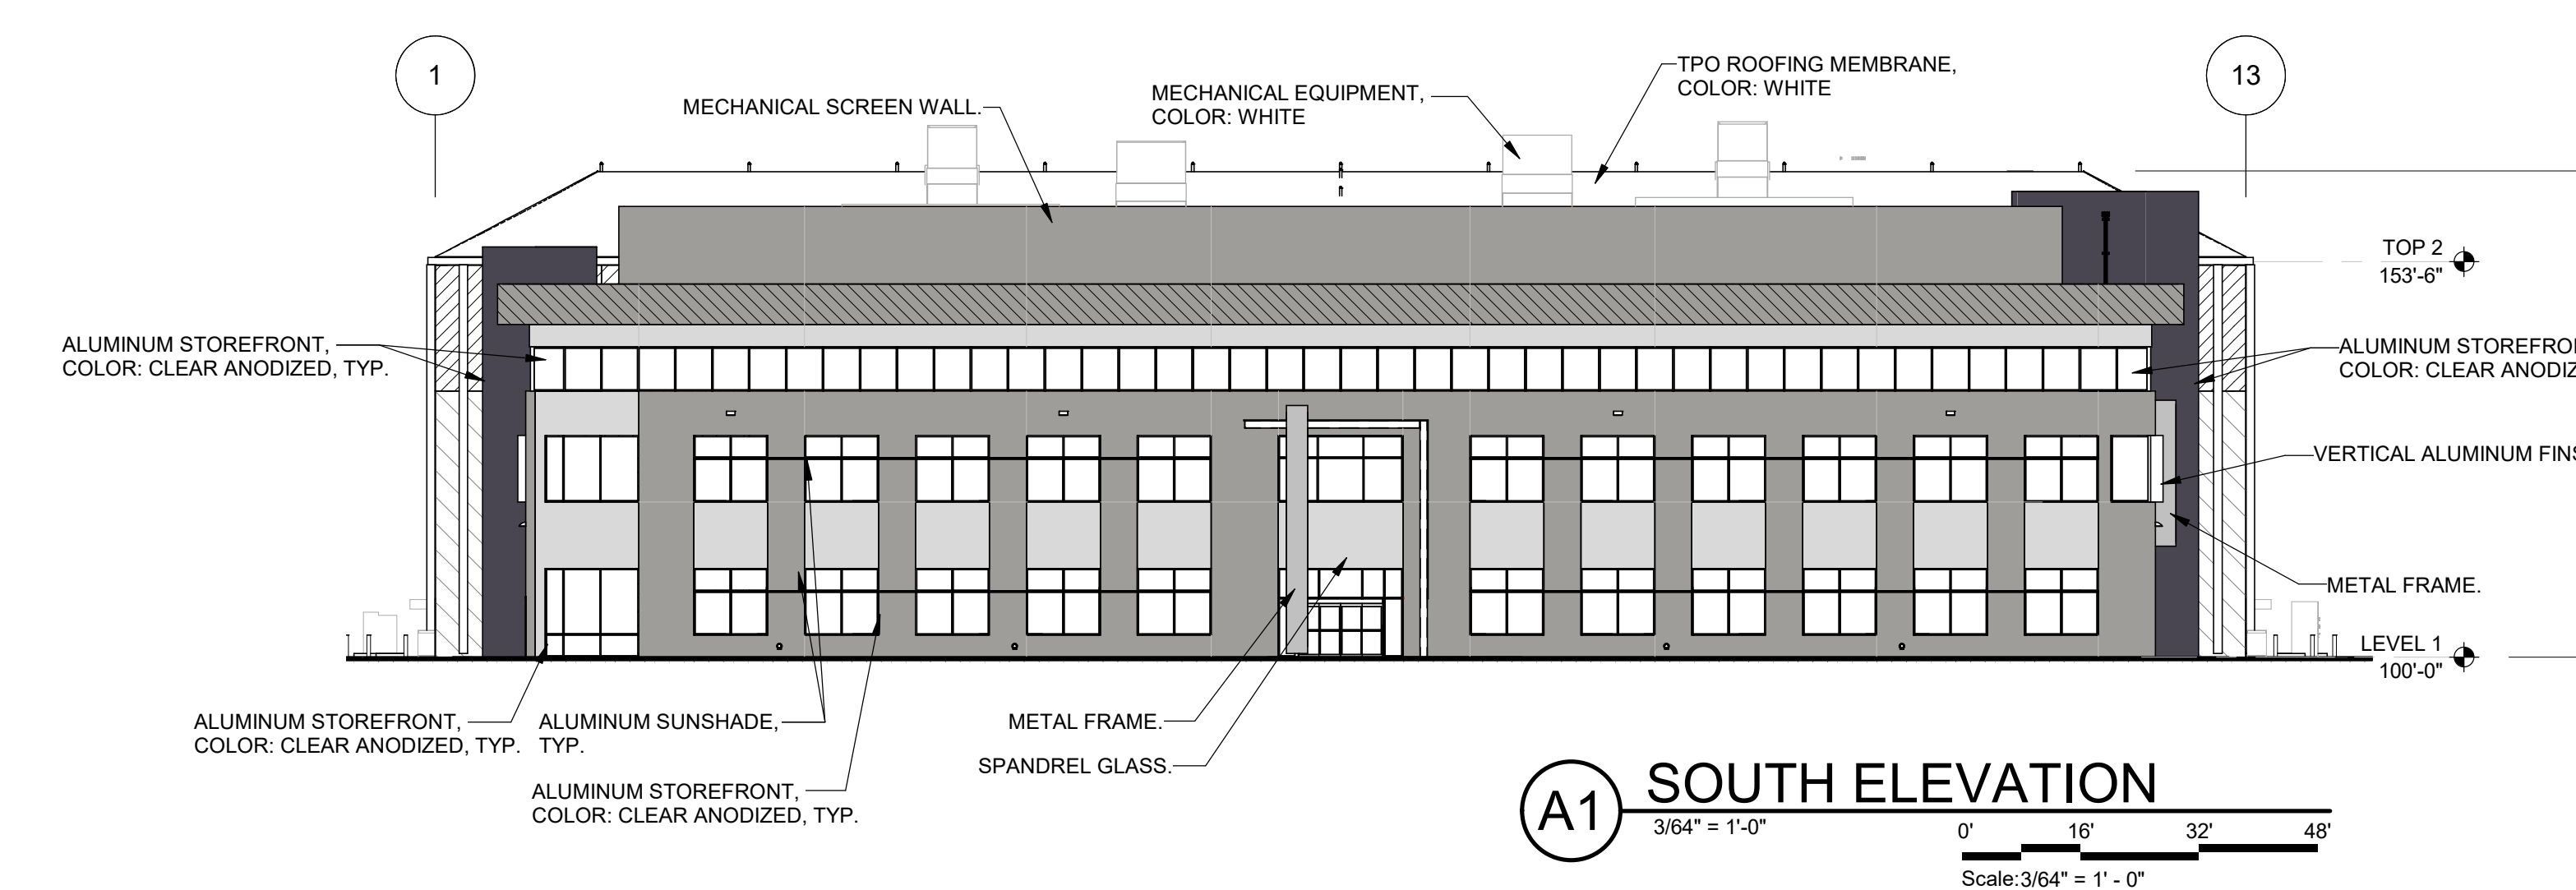 1
13
TPO ROOFING MEMBRANE,
COLOR: WHITE
MECHANICAL EQUIPMENT,
COLOR: WHITE
MECHANICAL SCREEN WALL.
TOP 2
153'-6"
ALUMINUM STOREFRONT,
COLOR: CLEAR ANODIZED, TYP.
ALUMINUM STOREFRO
COLOR: CLEAR ANODIZ
VERTICAL ALUMINUM FINS
METAL FRAME.
LEVEL 1
100'-0"
ALUMINUM STOREFRONT,
COLOR: CLEAR ANODIZED, TYP.
ALUMINUM SUNSHADE,
TYP.
METAL FRAME.
SPANDREL GLASS.
ALUMINUM STOREFRONT,
COLOR: CLEAR ANODIZED, TYP.
A1
SOUTH ELEVATION
3/64" = 1'-0"
0' 16' 32' 48'
Scale:3/64" = 1' - 0"